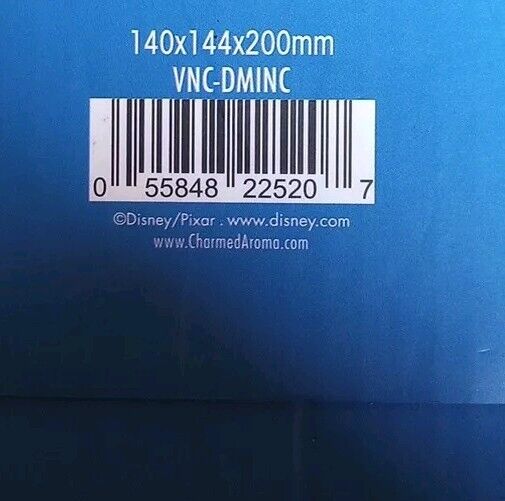 140x144x200mm
VNC-DMINC
0 55848 22520 7
©Disney/Pixar . www.disney.com
www.CharmedAroma.com